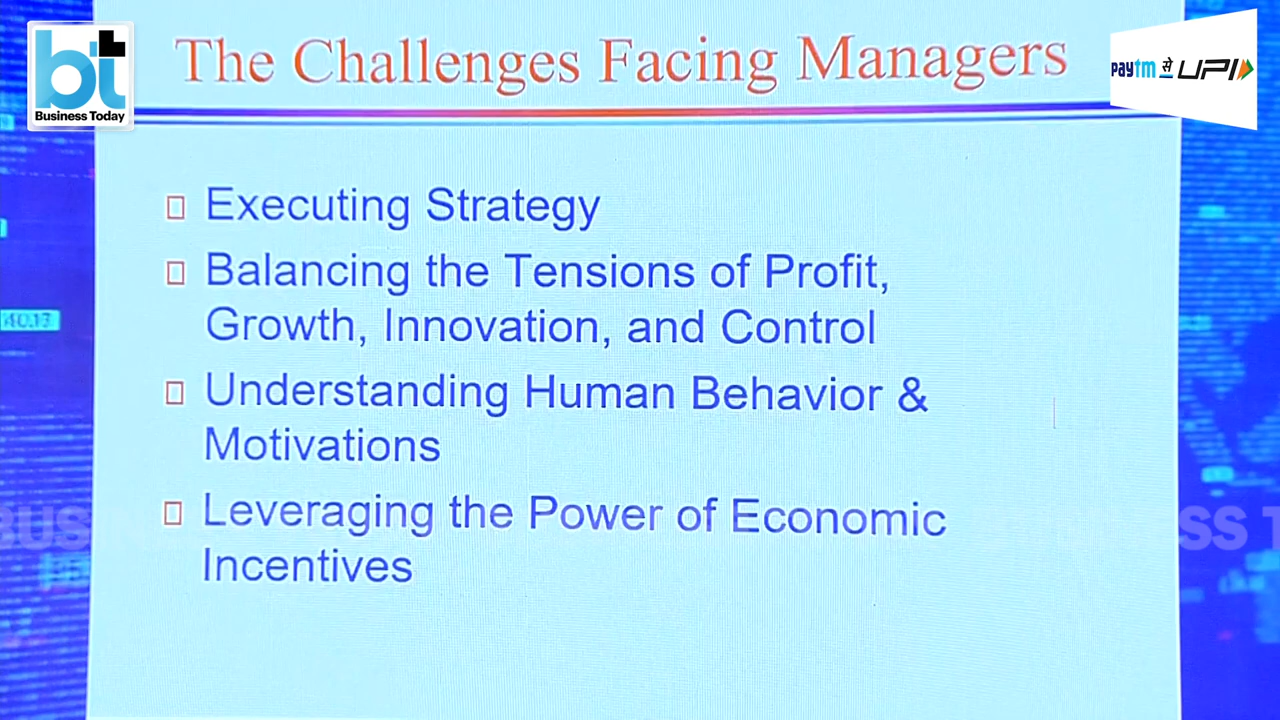 bt
Business Today
The Challenges Facing Managers
paytm से UPI
Executing Strategy
Balancing the Tensions of Profit,
Growth, Innovation, and Control
Understanding Human Behavior &
Motivations
Leveraging the Power of Economic
Incentives